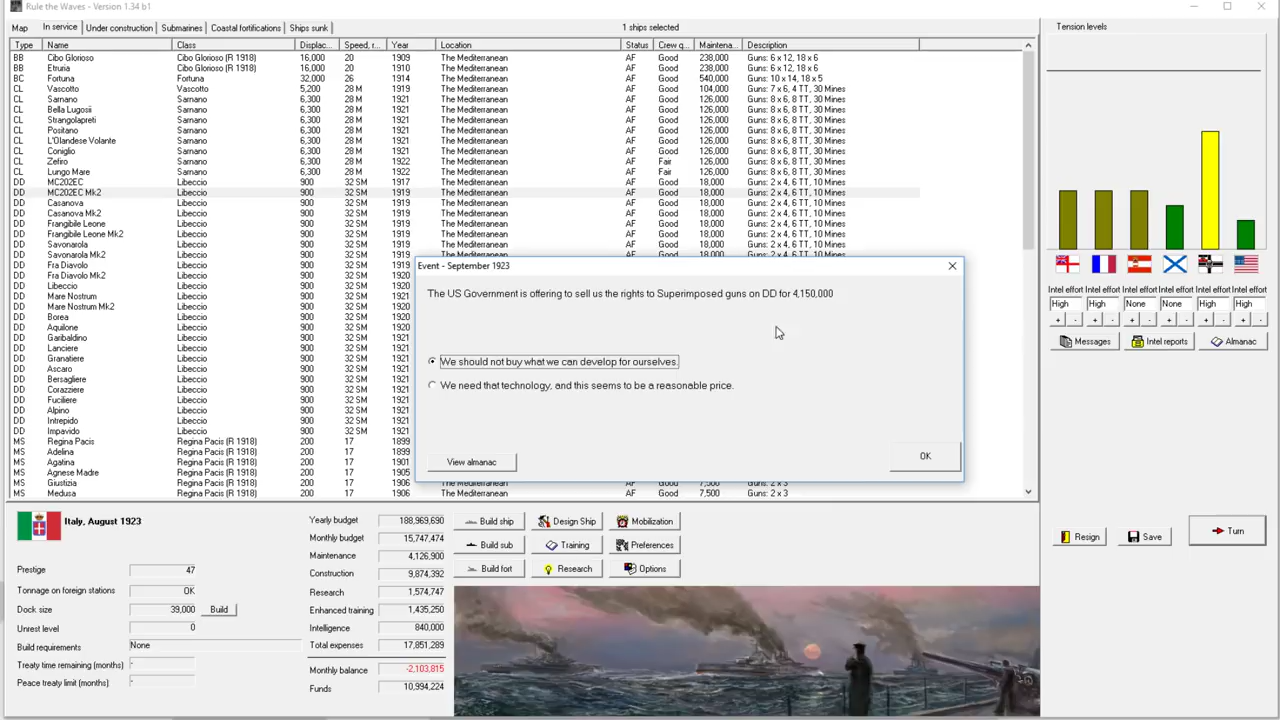 Rule the Waves - Version 1.34 b1
Map In service Under construction Submarines Coastal fortifications Ships sunk 1 ships selected Tension levels
Type Name Class Displac... Speed, r... Year Location Status Crew q... Maintena... Description
BB Cibo Glorioso Cibo Glorioso (R 1918) 16,000 20 1909 The Mediterranean AF Good 238,000 Guns: 6 x 12, 18 x 6
BB Etruria Cibo Glorioso (R 1918) 16,000 20 1910 The Mediterranean AF Good 238,000 Guns: 6 x 12, 18 x 6
BC Fortuna Fortuna 32,000 26 1914 The Mediterranean AF Good 540,000 Guns: 10 x 14, 18 x 5
CL Vascotto Vascotto 5,200 28 M 1919 The Mediterranean AF Good 104,000 Guns: 7 x 6, 4 TT, 30 Mines
CL Sarnano Sarnano 6,300 28 M 1921 The Mediterranean AF Good 126,000 Guns: 8 x 6, 8 TT, 30 Mines
CL Bella Lugosii Sarnano 6,300 28 M 1921 The Mediterranean AF Good 126,000 Guns: 8 x 6, 8 TT, 30 Mines
CL Strangolapreti Sarnano 6,300 28 M 1921 The Mediterranean AF Good 126,000 Guns: 8 x 6, 8 TT, 30 Mines
CL Positano Sarnano 6,300 28 M 1921 The Mediterranean AF Good 126,000 Guns: 8 x 6, 8 TT, 30 Mines
CL L'Olandese Volante Sarnano 6,300 28 M 1921 The Mediterranean AF Good 126,000 Guns: 8 x 6, 8 TT, 30 Mines
CL Coniglio Sarnano 6,300 28 M 1921 The Mediterranean AF Good 126,000 Guns: 8 x 6, 8 TT, 30 Mines
CL Zefiro Sarnano 6,300 28 M 1922 The Mediterranean AF Fair 126,000 Guns: 8 x 6, 8 TT, 30 Mines
CL Lungo Mare Sarnano 6,300 28 M 1922 The Mediterranean AF Fair 126,000 Guns: 8 x 6, 8 TT, 30 Mines
DD MC202EC Libeccio 900 32 SM 1917 The Mediterranean AF Good 18,000 Guns: 2 x 4, 6 TT, 10 Mines
DD MC202EC Mk2 Libeccio 900 32 SM 1919 The Mediterranean AF Good 18,000 Guns: 2 x 4, 6 TT, 10 Mines
DD Casanova Libeccio 900 32 SM 1919 The Mediterranean AF Good 18,000 Guns: 2 x 4, 6 TT, 10 Mines
DD Casanova Mk2 Libeccio 900 32 SM 1919 The Mediterranean AF Good 18,000 Guns: 2 x 4, 6 TT, 10 Mines
DD Frangibile Leone Libeccio 900 32 SM 1919 The Mediterranean AF Good 18,000 Guns: 2 x 4, 6 TT, 10 Mines
DD Frangibile Leone Mk2 Libeccio 900 32 SM 1919 The Mediterranean AF Good 18,000 Guns: 2 x 4, 6 TT, 10 Mines
DD Savonarola Libeccio 900 32 SM 1919 The Mediterranean AF Good 18,000 Guns: 2 x 4, 6 TT, 10 Mines
DD Savonarola Mk2 Libeccio 900 32 SM 1919 The Mediterranean AF Good 18,000 Guns: 2 x 4, 6 TT, 10 Mines
DD Fra Diavolo Libeccio 900 32 SM 1919
DD Fra Diavolo Mk2 Libeccio 900 32 SM 1919
DD Libeccio Libeccio 900 32 SM 1920
DD Mare Nostrum Libeccio 900 32 SM 1920
DD Mare Nostrum Mk2 Libeccio 900 32 SM 1920
DD Borea Libeccio 900 32 SM 1920
DD Aquilone Libeccio 900 32 SM 1920
DD Garibaldino Libeccio 900 32 SM 1921
DD Lanciere Libeccio 900 32 SM 1921
DD Granatiere Libeccio 900 32 SM 1921
DD Ascaro Libeccio 900 32 SM 1921
DD Bersagliere Libeccio 900 32 SM 1921
DD Corazziere Libeccio 900 32 SM 1921
DD Fuciliere Libeccio 900 32 SM 1921
DD Alpino Libeccio 900 32 SM 1921
DD Intrepido Libeccio 900 32 SM 1921
DD Impavido Libeccio 900 32 SM 1921
MS Regina Pacis Regina Pacis (R 1918) 200 17 1899
MS Adelina Regina Pacis (R 1918) 200 17 1899
MS Agatina Regina Pacis (R 1918) 200 17 1901
MS Agnese Madre Regina Pacis (R 1918) 200 17 1905
MS Giustizia Regina Pacis (R 1918) 200 17 1906 The Mediterranean AF Good 7,500 Guns: 2 x 3
MS Medusa Regina Pacis (R 1918) 200 17 1906 The Mediterranean AF Good 7,500 Guns: 2 x 3
Event - September 1923
The US Government is offering to sell us the rights to Superimposed guns on DD for 4,150,000
We should not buy what we can develop for ourselves.
We need that technology, and this seems to be a reasonable price.
View almanac OK
Intel effort Intel effort Intel effort Intel effort Intel effort Intel effort
High High None None High High
+ - + - + - + - + - + -
Messages Intel reports Almanac
Italy, August 1923
Prestige 47
Tonnage on foreign stations OK
Dock size 39,000 Build
Unrest level 0
Build requirements None
Treaty time remaining (months) -
Peace treaty limit (months) -
Yearly budget 188,969,690
Monthly budget 15,747,474
Maintenance 4,126,900
Construction 9,874,392
Research 1,574,747
Enhanced training 1,435,250
Intelligence 840,000
Total expenses 17,851,289
Monthly balance -2,103,815
Funds 10,994,224
Build ship Design Ship Mobilization
Build sub Training Preferences
Build fort Research Options
Resign Save Turn